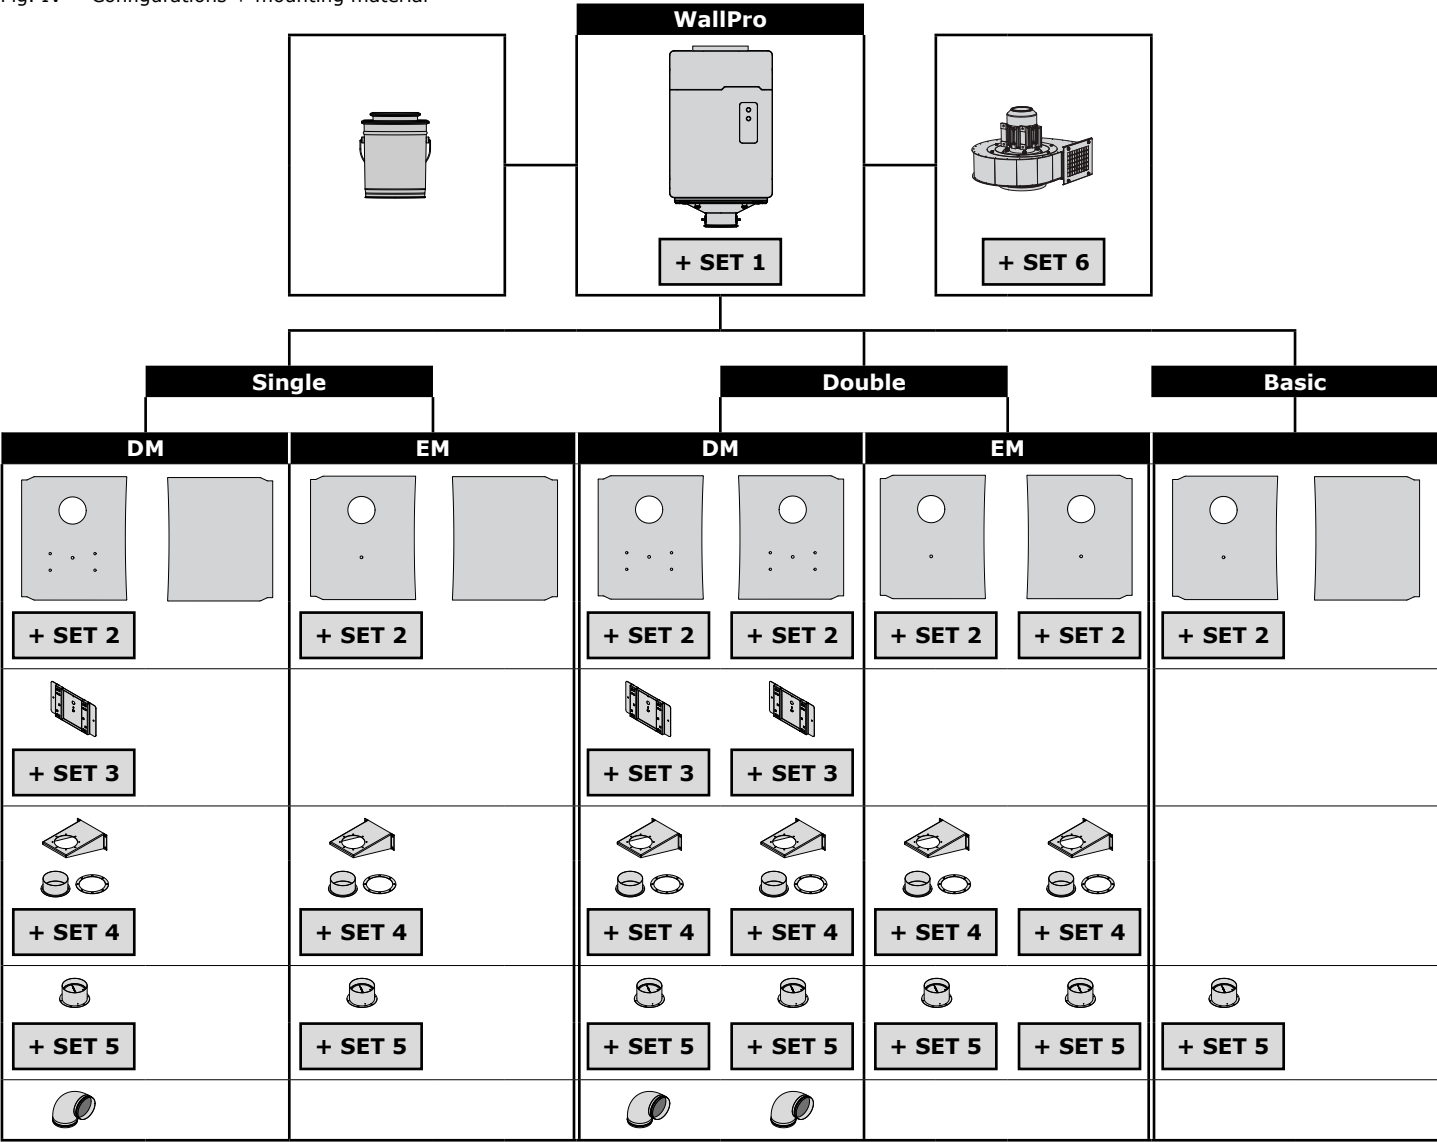 Configurations + mounting material
WallPro
+ SET 1
+ SET 6
Single
Double
Basic
DM
EM
DM
EM
+ SET 2
+ SET 2
+ SET 2
+ SET 2
+ SET 2
+ SET 2
+ SET 2
+ SET 3
+ SET 3
+ SET 3
+ SET 4
+ SET 4
+ SET 4
+ SET 4
+ SET 4
+ SET 4
+ SET 5
+ SET 5
+ SET 5
+ SET 5
+ SET 5
+ SET 5
+ SET 5